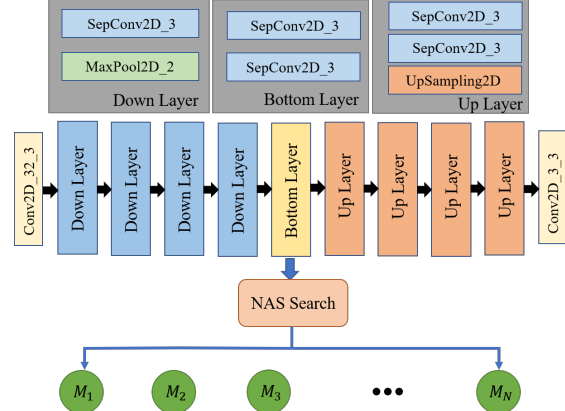 SepConv2D_3
MaxPool2D_2
Down Layer
SepConv2D_3
SepConv2D_3
Bottom Layer
SepConv2D_3
SepConv2D_3
UpSampling2D
Up Layer
Conv2D_32_3
Down Layer
Down Layer
Down Layer
Down Layer
Bottom Layer
Up Layer
Up Layer
Up Layer
Up Layer
Conv2D_3_3
NAS Search
M1
M2
M3
•••
MN